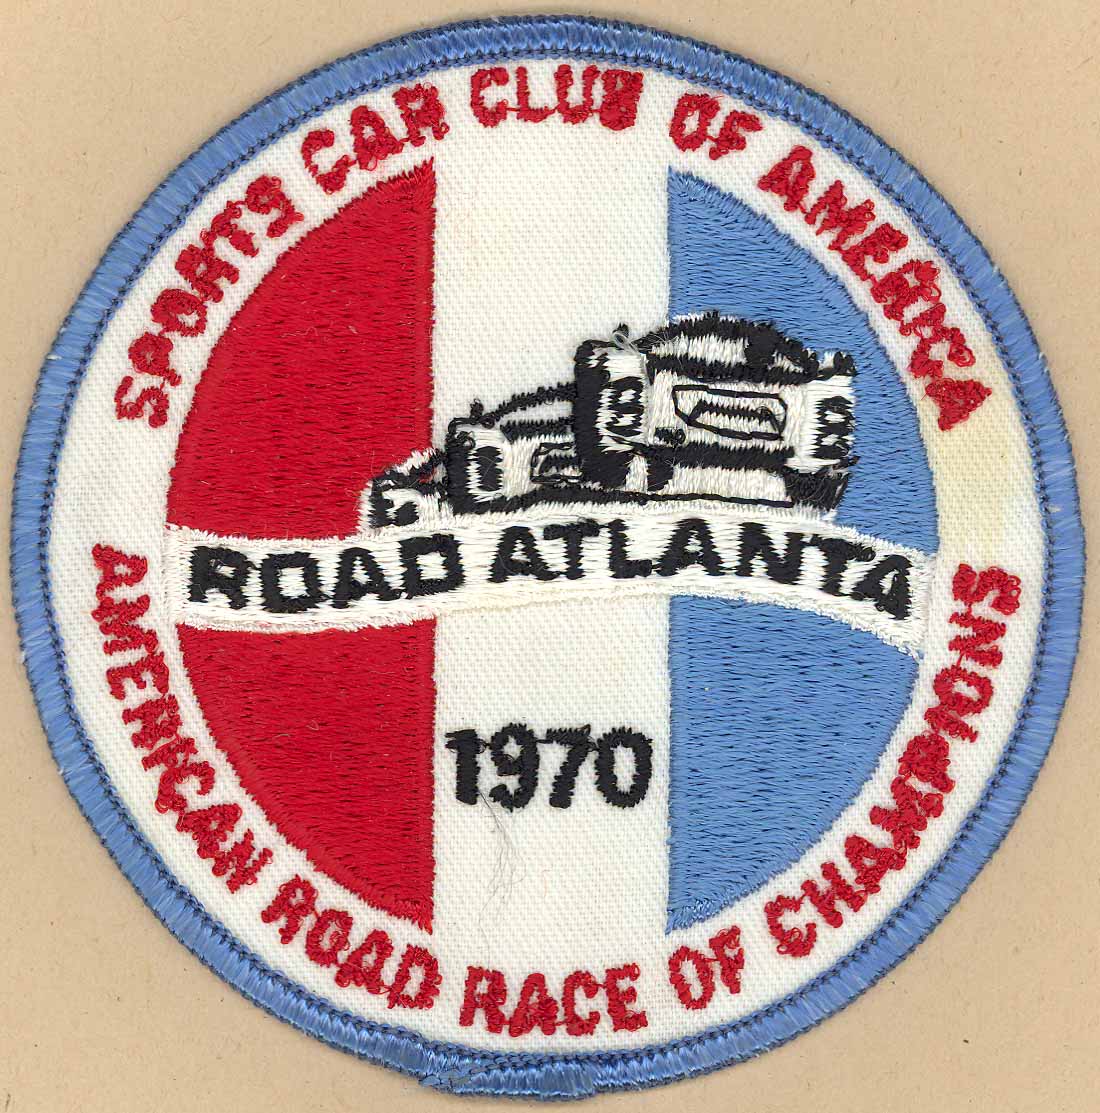 SPORTS CAR CLUB OF AMERICA
ROAD ATLANTA
1970
AMERICAN ROAD RACE OF CHAMPIONS